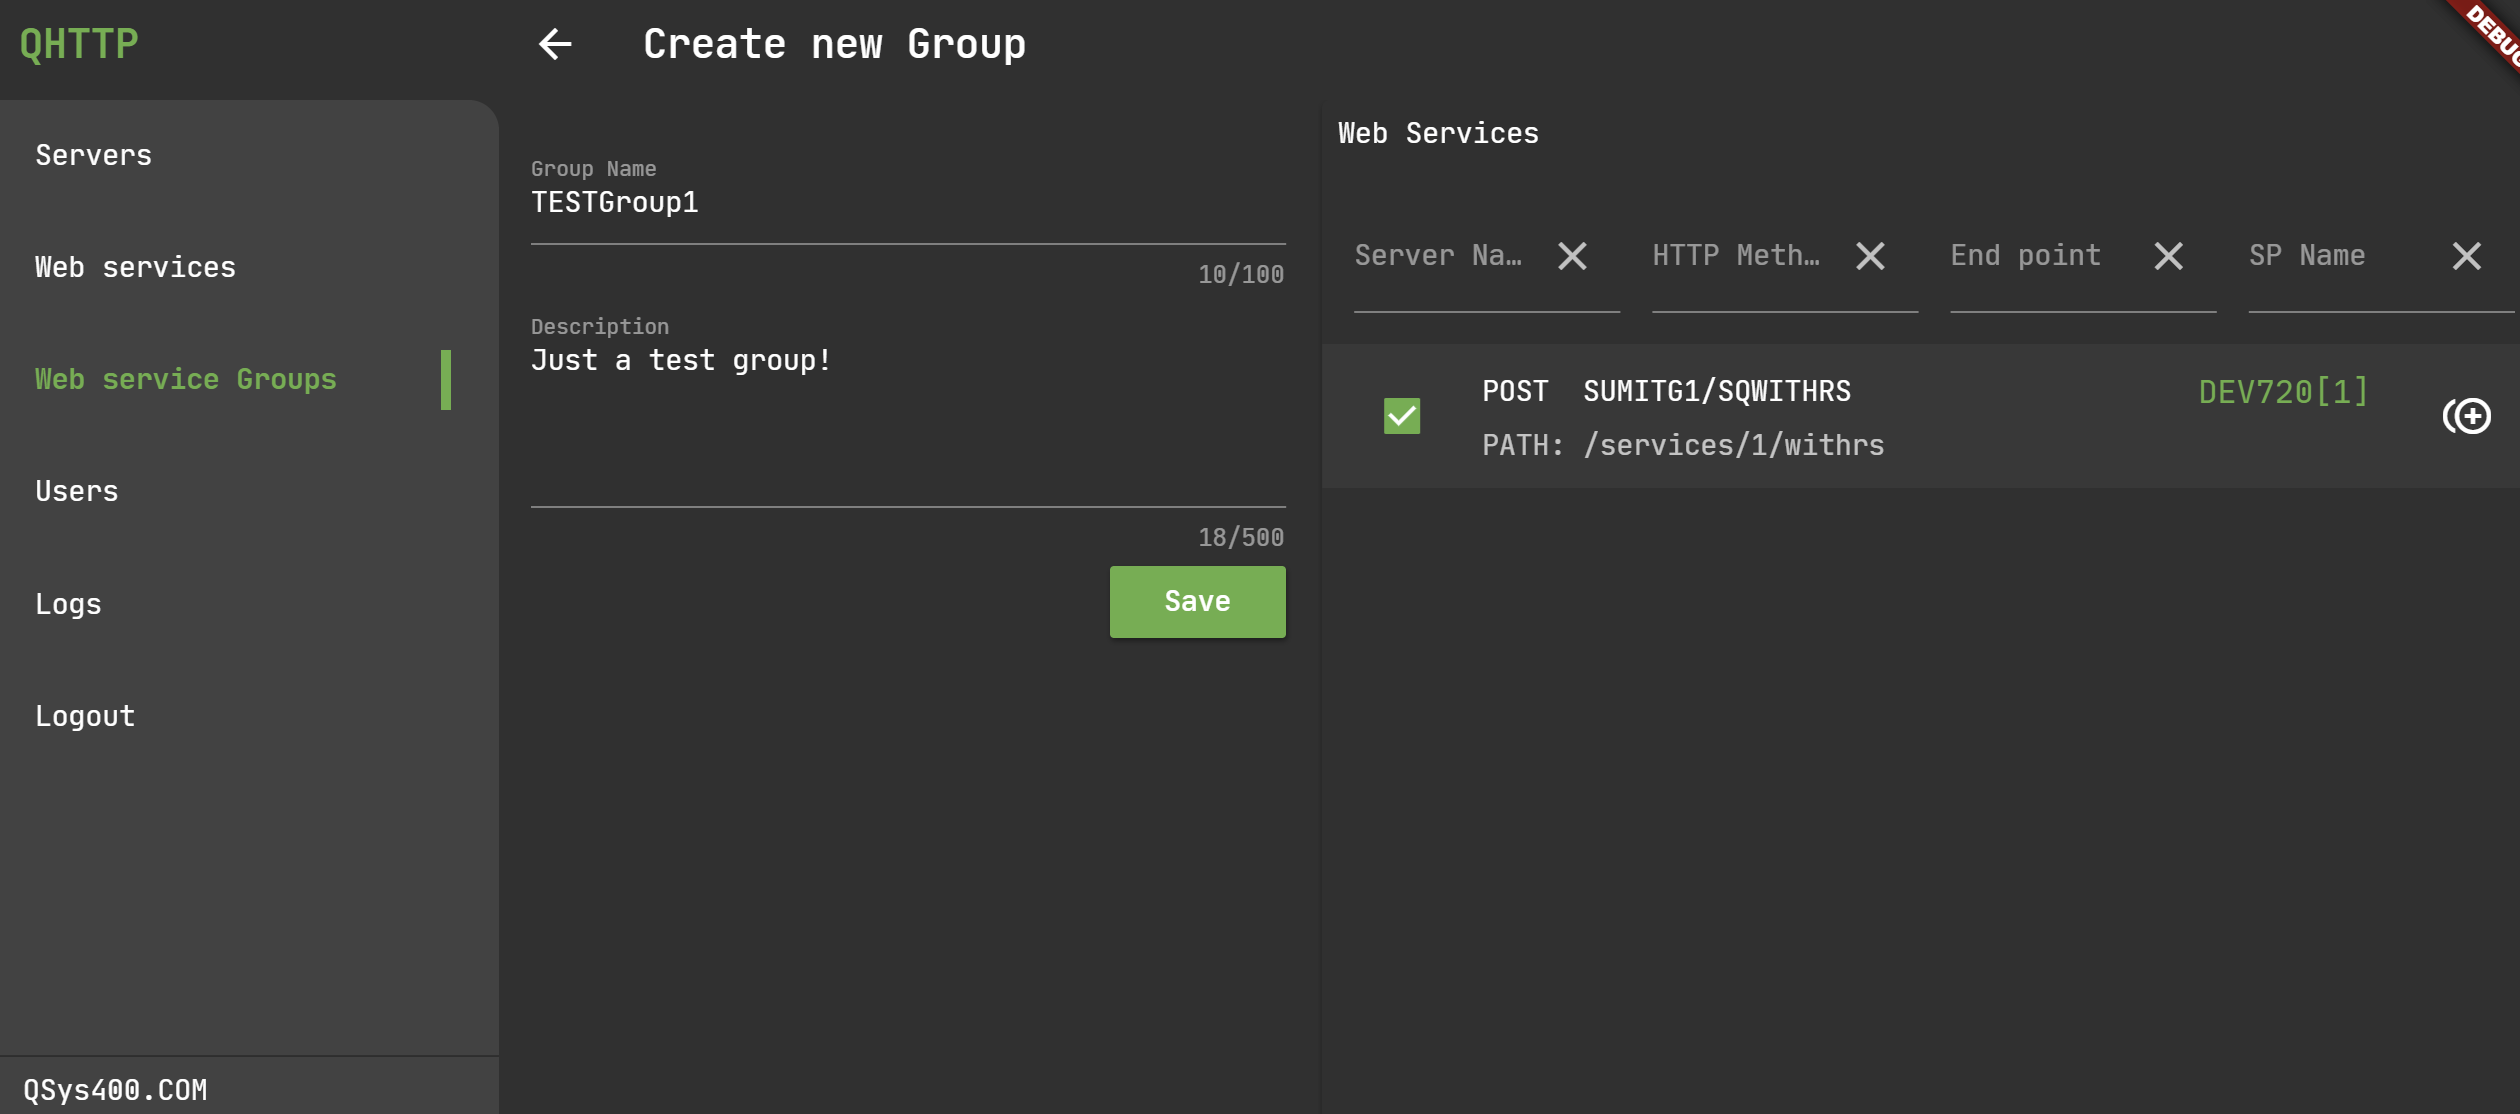 QHTTP
Create new Group
DEBUG
Servers
Web services
Web service Groups
Users
Logs
Logout
QSys400.COM
Group Name
TESTGroup1
10/100
Description
Just a test group!
18/500
Save
Web Services
Server Na… HTTP Meth… End point SP Name
POST SUMITG1/SQWITHRS DEV720[1]
PATH: /services/1/withrs